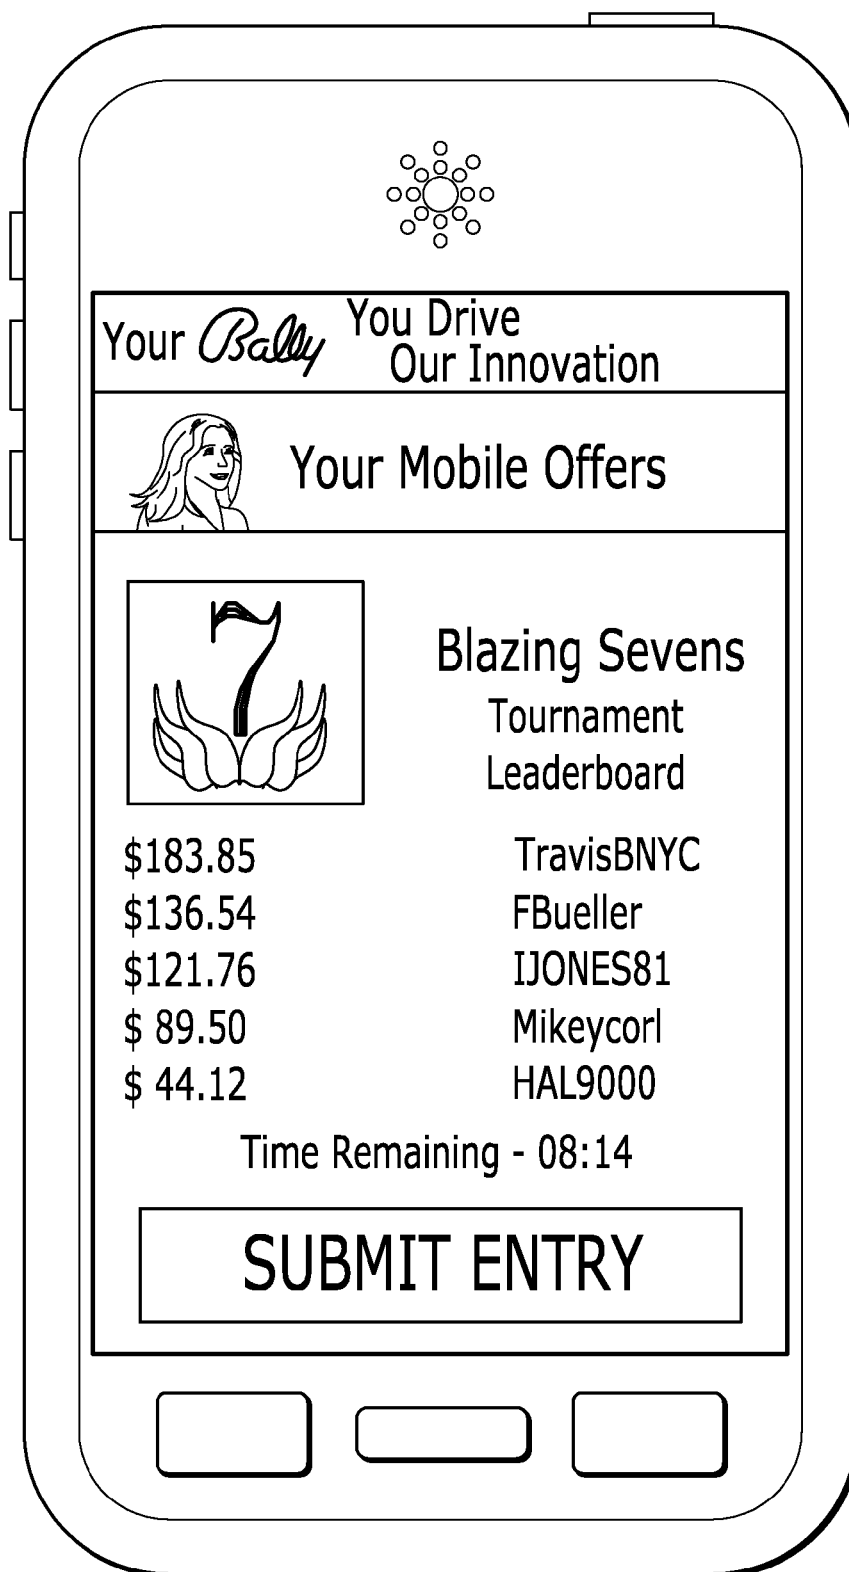 Your Bally You Drive
Our Innovation
Your Mobile Offers
7
Blazing Sevens
Tournament
Leaderboard
$183.85 TravisBNYC
$136.54 FBueller
$121.76 IJONES81
$ 89.50 Mikeycorl
$ 44.12 HAL9000
Time Remaining - 08:14
SUBMIT ENTRY